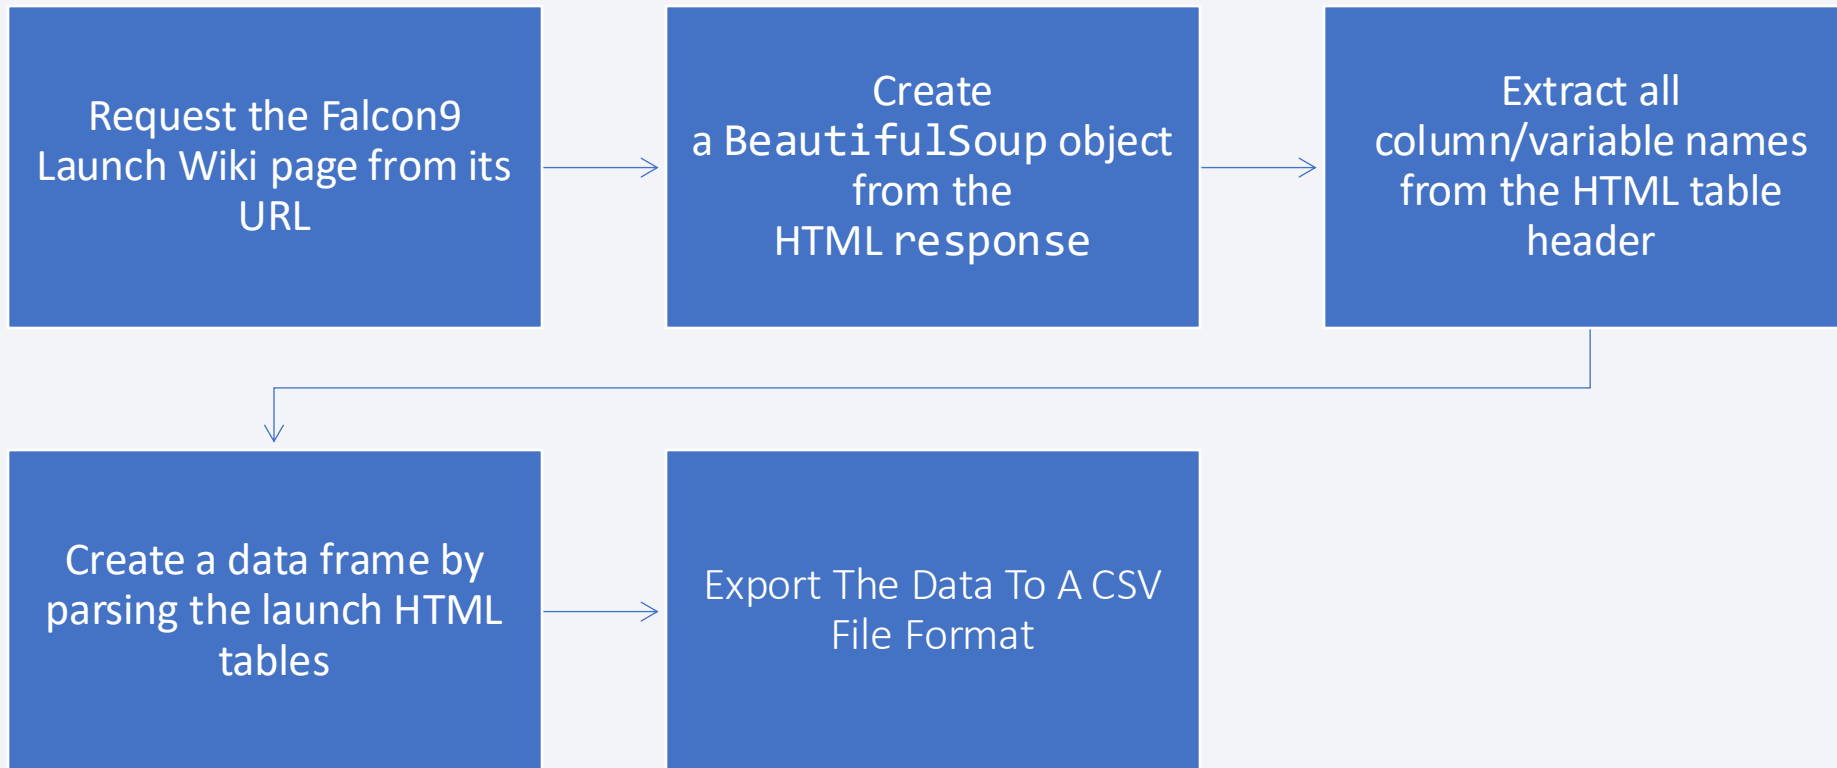 Request the Falcon9
Launch Wiki page from its
URL
Create
a BeautifulSoup object
from the
HTML response
Extract all
column/variable names
from the HTML table
header
Create a data frame by
parsing the launch HTML
tables
Export The Data To A CSV
File Format